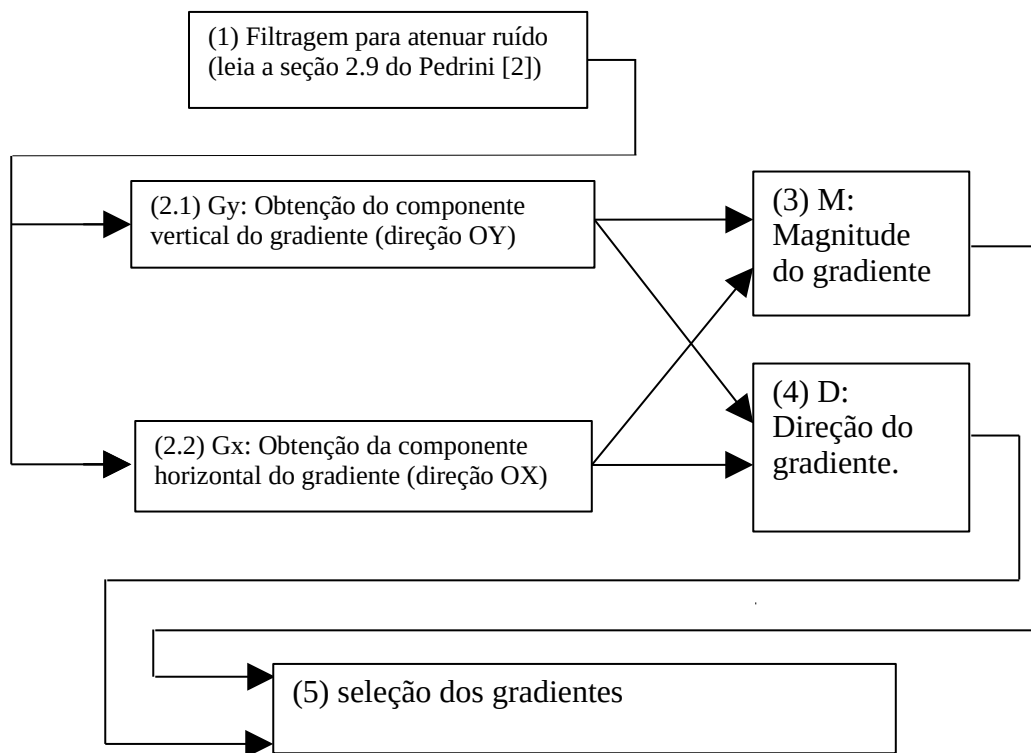 (1) Filtragem para atenuar ruído
(leia a seção 2.9 do Pedrini [2])
(2.1) Gy: Obtenção do componente
vertical do gradiente (direção OY)
(3) M:
Magnitude
do gradiente
(2.2) Gx: Obtenção da componente
horizontal do gradiente (direção OX)
(4) D:
Direção do
gradiente.
(5) seleção dos gradientes